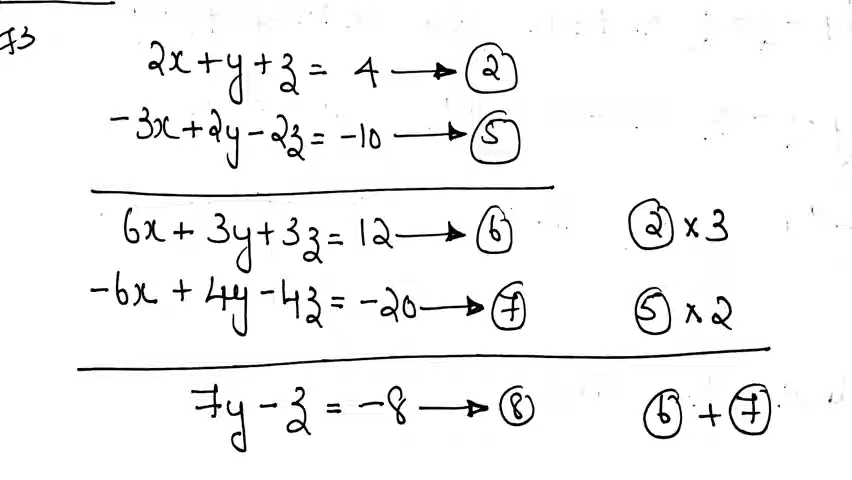 73
2x + y + z = 4 → ②
-3x + 2y - 2z = -10 → ⑤
6x + 3y + 3z = 12 → ⑥ ② × 3
-6x + 4y - 4z = -20 → ⑦ ⑤ × 2
7y - z = -8 → ⑧ ⑥ + ⑦